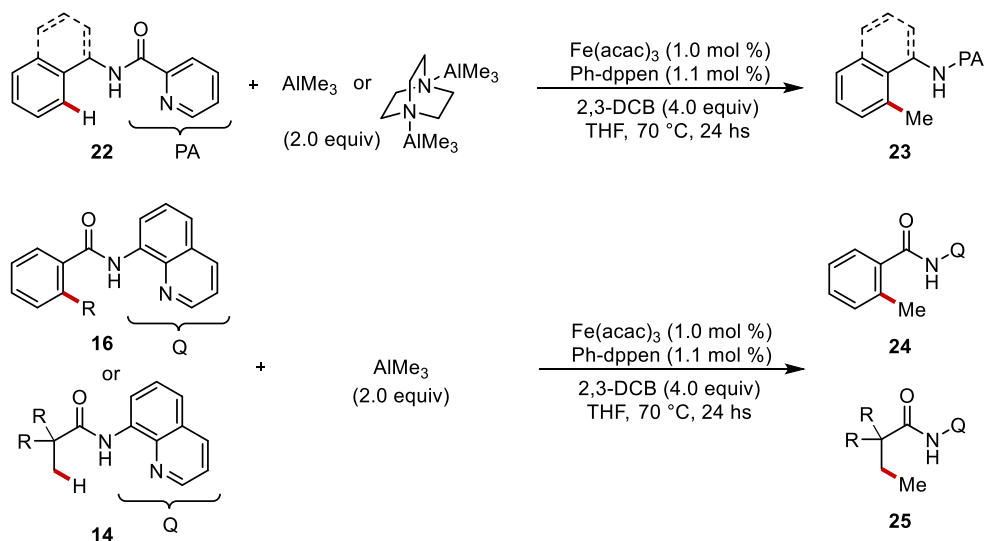 O
N
H
N
H
22
PA
+
AlMe3 or
(2.0 equiv)
N
AlMe3
N
AlMe3
Fe(acac)3 (1.0 mol %)
Ph-dppen (1.1 mol %)
2,3-DCB (4.0 equiv)
THF, 70 °C, 24 hs
N
H
PA
Me
23
O
N
H
R
N
16
Q
or
R
R
O
N
H
H
N
14
Q
+
AlMe3
(2.0 equiv)
Fe(acac)3 (1.0 mol %)
Ph-dppen (1.1 mol %)
2,3-DCB (4.0 equiv)
THF, 70 °C, 24 hs
O
N
H
Q
Me
24
R
R
O
N
H
Q
Me
25